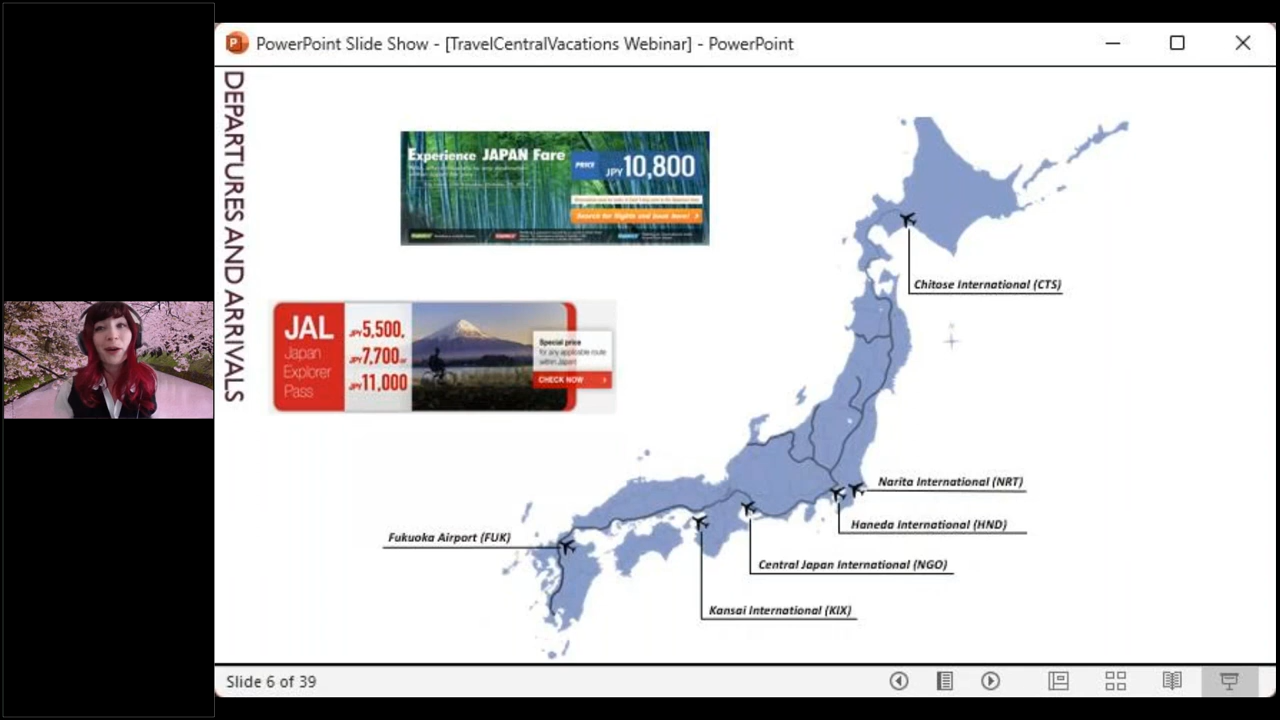 PowerPoint Slide Show - [TravelCentralVacations Webinar] - PowerPoint
DEPARTURES AND ARRIVALS
Experience JAPAN Fare
PRICE JPY 10,800
Search for flights and book here!
JAL
Japan
Explorer
Pass
JPY 5,500,
JPY 7,700 or
JPY 11,000
Special price
for any applicable route
within Japan
CHECK NOW
Chitose International (CTS)
Narita International (NRT)
Haneda International (HND)
Fukuoka Airport (FUK)
Central Japan International (NGO)
Kansai International (KIX)
Slide 6 of 39